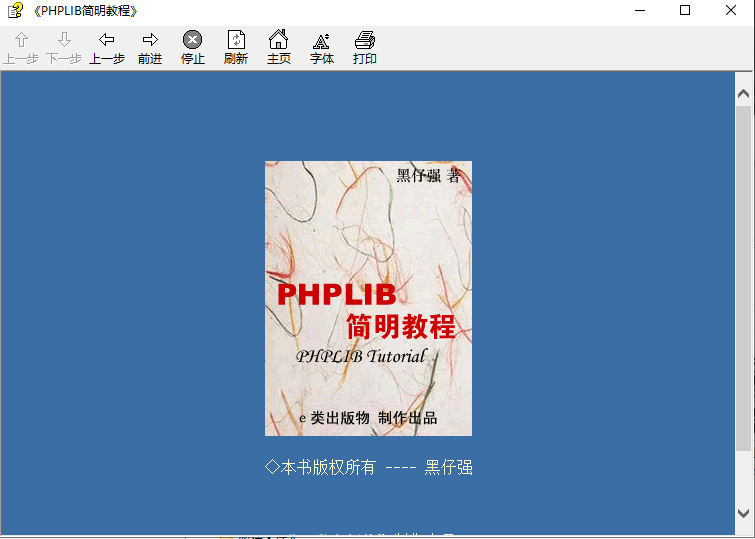 《PHPLIB简明教程》
上一步 下一步 上一步 前进 停止 刷新 主页 字体 打印
黑仔强 著
PHPLIB
简明教程
PHPLIB Tutorial
e 类出版物 制作出品
◇本书版权所有 ---- 黑仔强